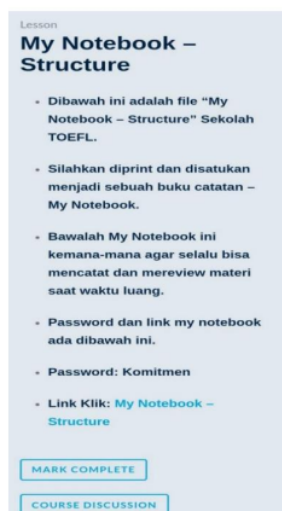 Lesson
My Notebook –
Structure
• Dibawah ini adalah file “My
Notebook – Structure” Sekolah
TOEFL.
• Silahkan diprint dan disatukan
menjadi sebuah buku catatan –
My Notebook.
• Bawalah My Notebook ini
kemana-mana agar selalu bisa
mencatat dan mereview materi
saat waktu luang.
• Password dan link my notebook
ada dibawah ini.
• Password: Komitmen
• Link Klik: My Notebook –
Structure
MARK COMPLETE
COURSE DISCUSSION